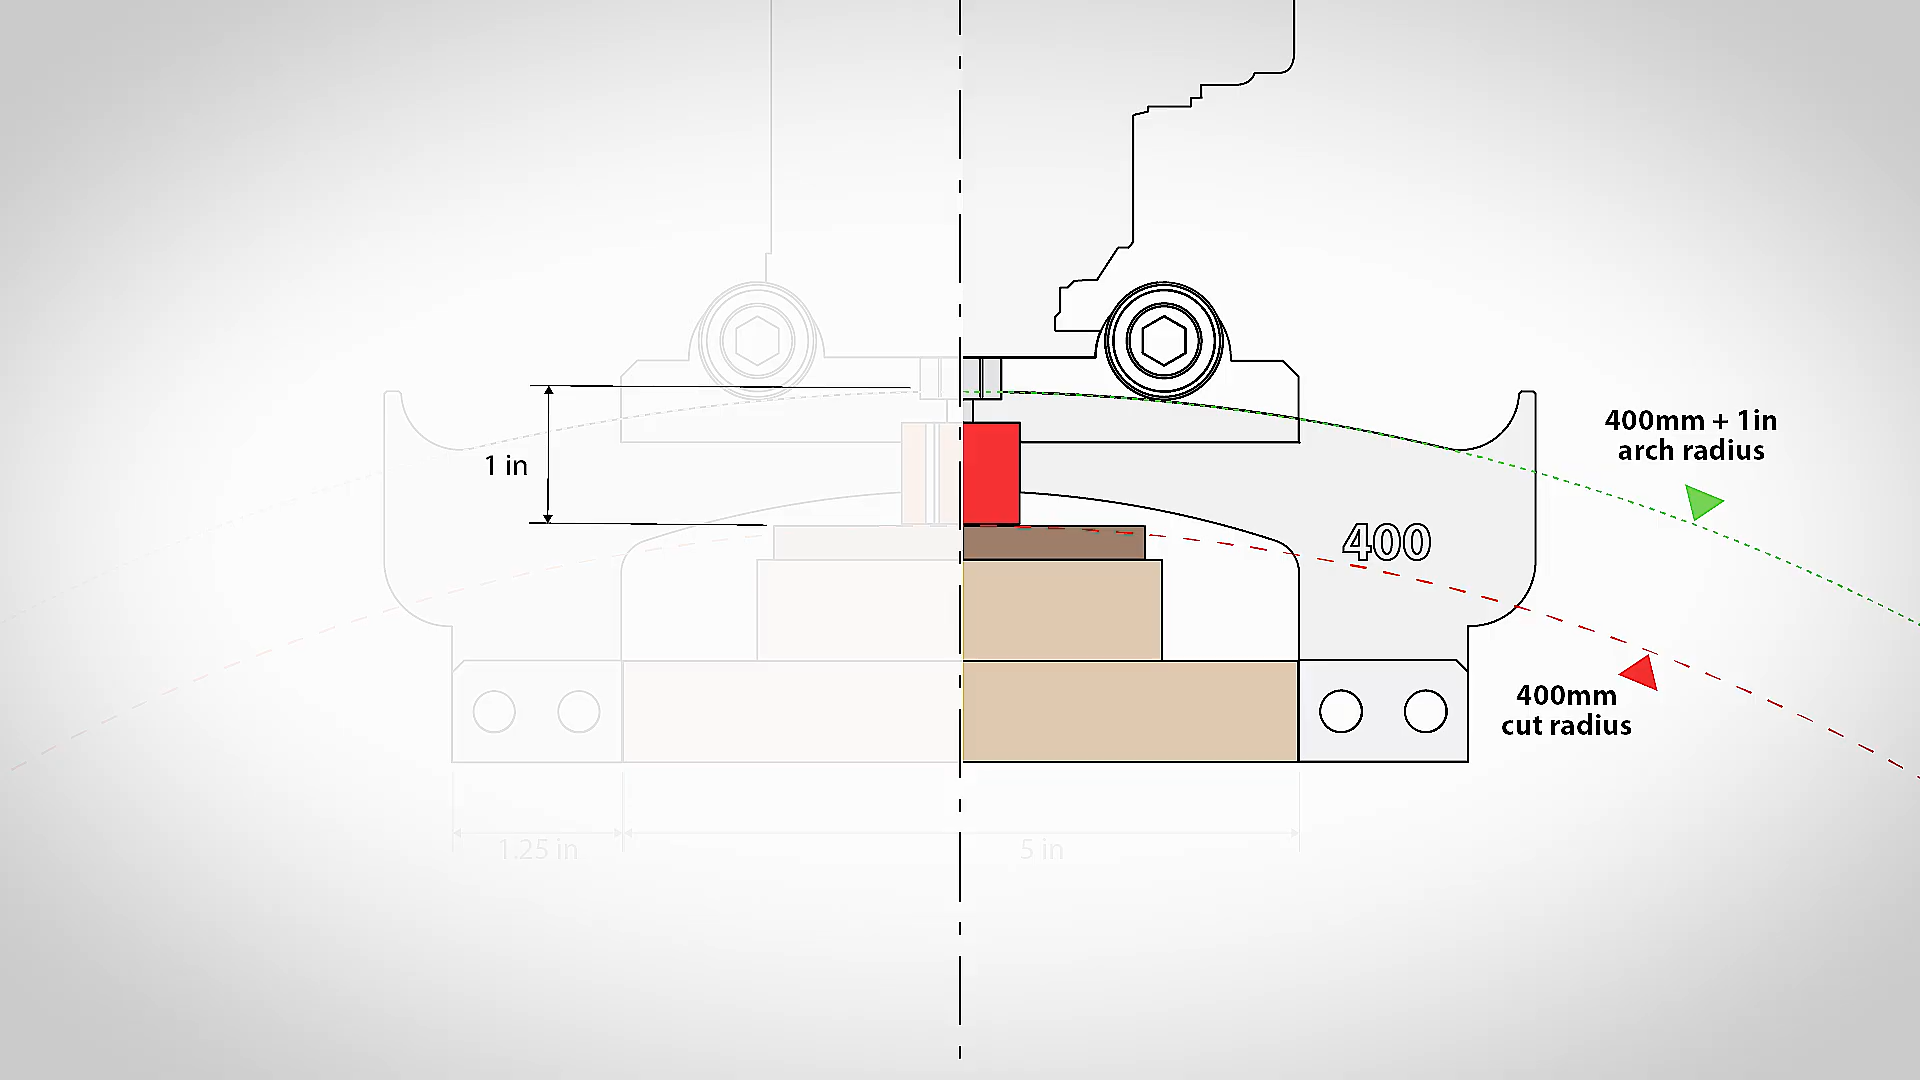 400mm + 1in
arch radius
1 in
400
400mm
cut radius
1.25 in
5 in